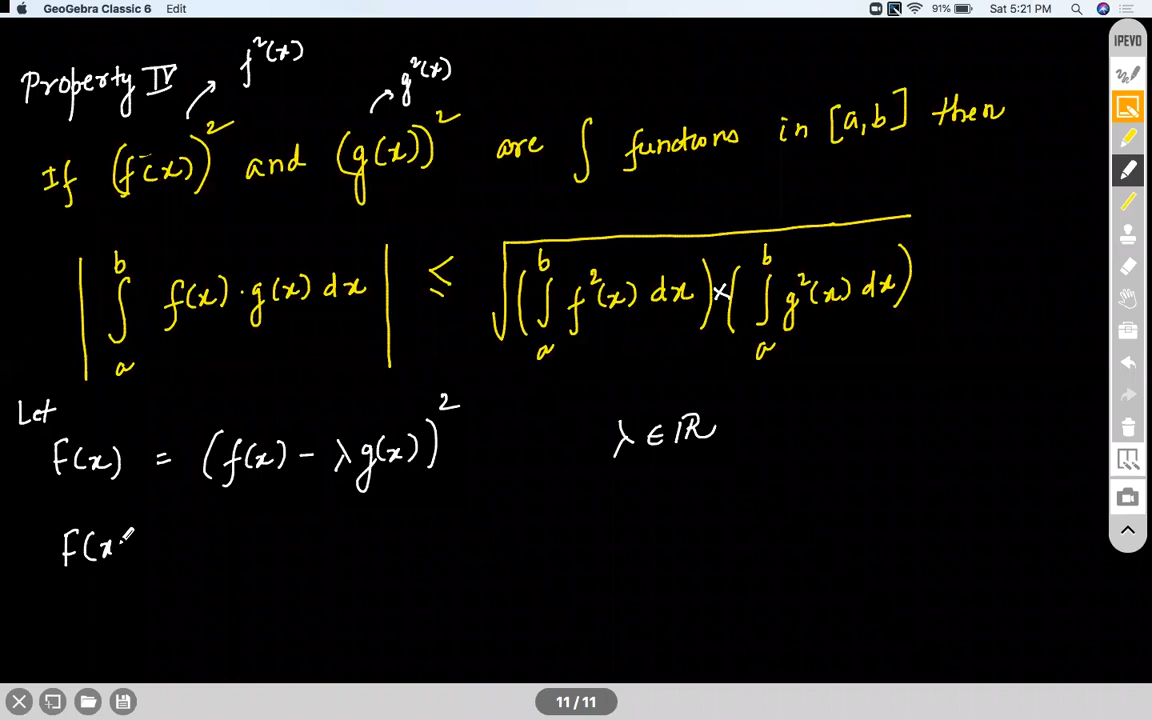 GeoGebra Classic 6 Edit 91% Sat 5:21 PM
IPEVO
Property IV f²(x) g²(x)
If (f(x))² and (g(x))² are ∫ functions in [a,b] then
|∫ₐᵇ f(x)·g(x) dx| ≤ √((∫ₐᵇ f²(x) dx)×(∫ₐᵇ g²(x) dx))
Let
F(x) = (f(x) - λg(x))² λ ∈ ℝ
F(x
11/11